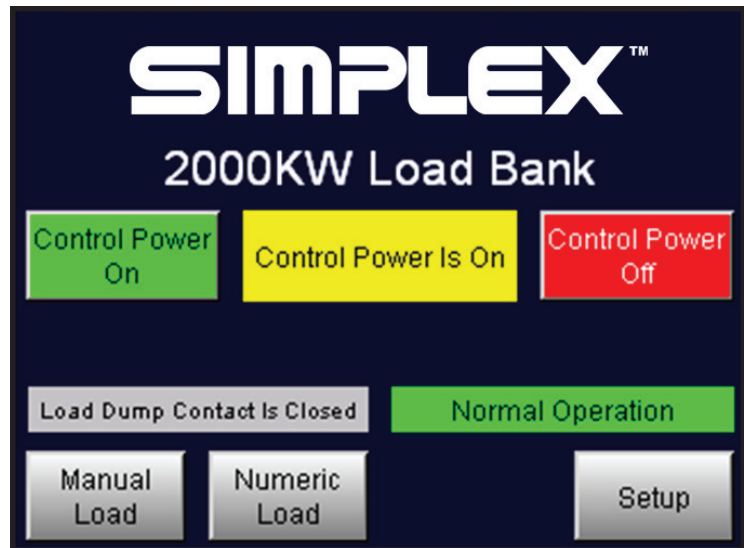 SIMPLEX™
2000KW Load Bank
Control Power
On
Control Power Is On
Control Power
Off
Load Dump Contact Is Closed
Normal Operation
Manual
Load
Numeric
Load
Setup